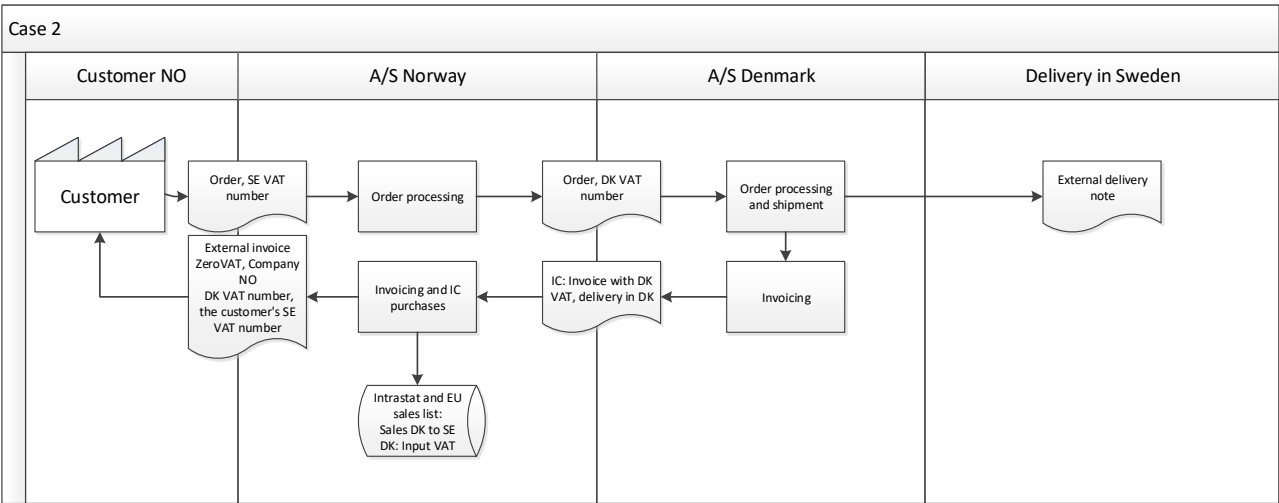 Case 2
Customer NO
A/S Norway
A/S Denmark
Delivery in Sweden
Customer
Order, SE VAT
number
Order processing
Order, DK VAT
number
Order processing
and shipment
External delivery
note
External invoice
ZeroVAT, Company
NO
DK VAT number,
the customer's SE
VAT number
Invoicing and IC
purchases
IC: Invoice with DK
VAT, delivery in DK
Invoicing
Intrastat and EU
sales list:
Sales DK to SE
DK: Input VAT